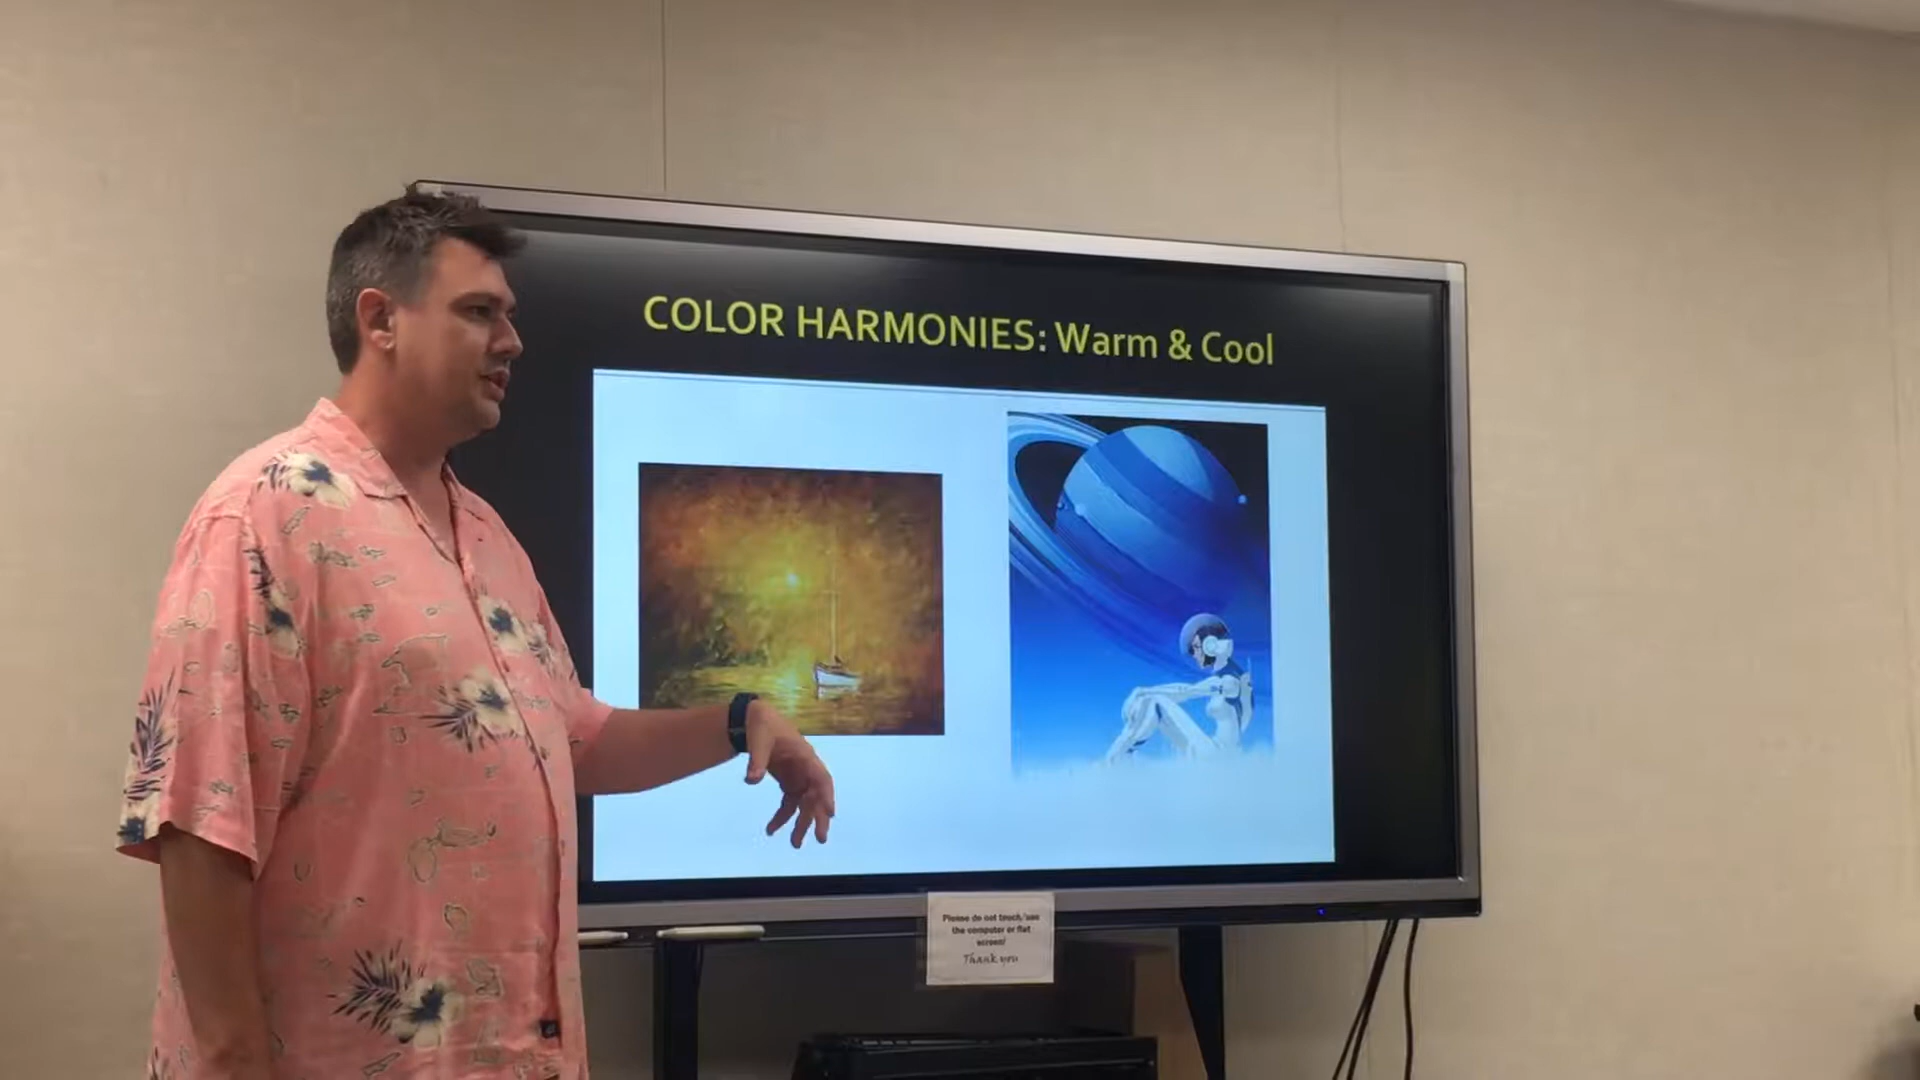 COLOR HARMONIES: Warm & Cool
Please do not touch/use
the computer or flat
screen!
Thank you